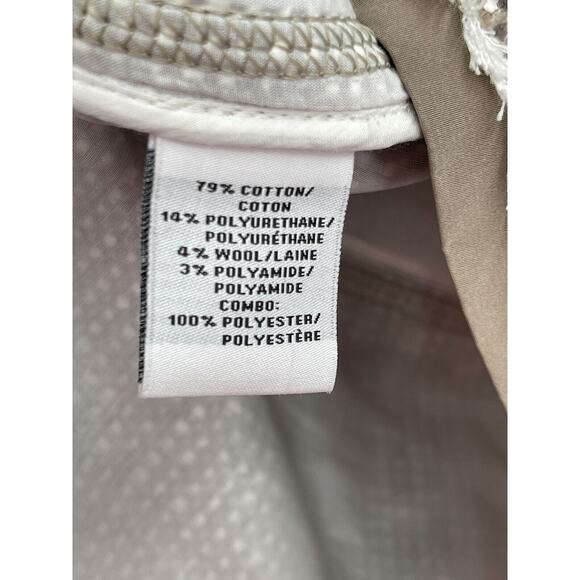 79% COTTON/
COTON
14% POLYURETHANE/
POLYURÉTHANE
4% WOOL/LAINE
3% POLYAMIDE/
POLYAMIDE
COMBO:
100% POLYESTER/
POLYESTÈRE